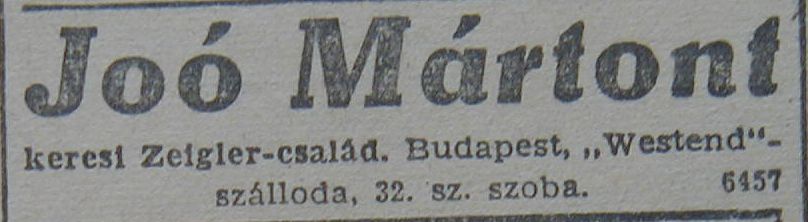 Joó Mártont
keresi Zeigler-család. Budapest, „Westend“-
szálloda, 32. sz. szoba. 6457